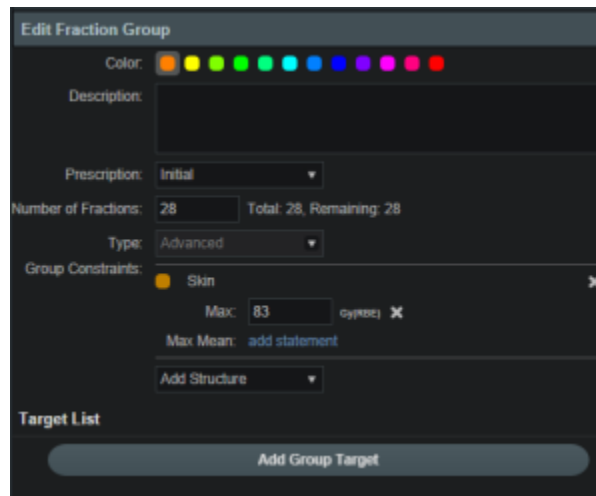 Edit Fraction Group
Color:
Description:
Prescription: Initial
Number of Fractions: 28 Total: 28, Remaining: 28
Type: Advanced
Group Constraints:
Skin
Max: 83 Gy(RBE)
Max Mean: add statement
Add Structure
Target List
Add Group Target